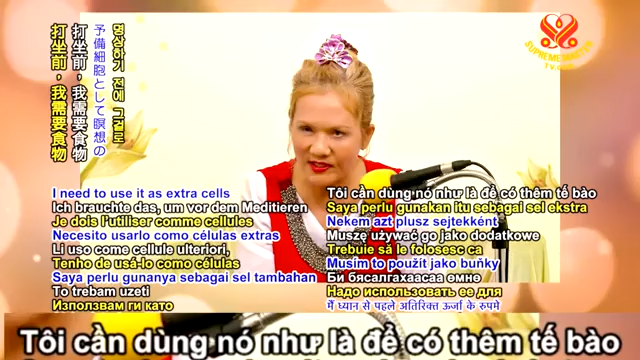 SUPREME MASTER
TV.COM
명상하기 전에 그걸로
予備細胞として瞑想の
打坐前，我需要食物
打坐前，我需要食物
I need to use it as extra cells
Ich brauchte das, um vor dem Meditieren
Je dois l'utiliser comme cellules
Necesito usarlo como células extras
Li uso come cellule ulteriori,
Tenho de usá-lo como células
Saya perlu gunanya sebagai sel tambahan
To trebam uzeti
Използвам ги като
Tôi cần dùng nó như là để có thêm tế bào
Saya perlu gunakan itu sebagai sel ekstra
Nekem azt plusz sejtekként
Muszę używać go jako dodatkowe
Trebuie să le folosesc ca
Musím to použít jako buňky
Би бясалгахаасаа өмнө
Надо использовать ее для
मैं ध्यान से पहले अतिरिक्त ऊर्जा के रुपमे
Tôi cần dùng nó như là để có thêm tế bào